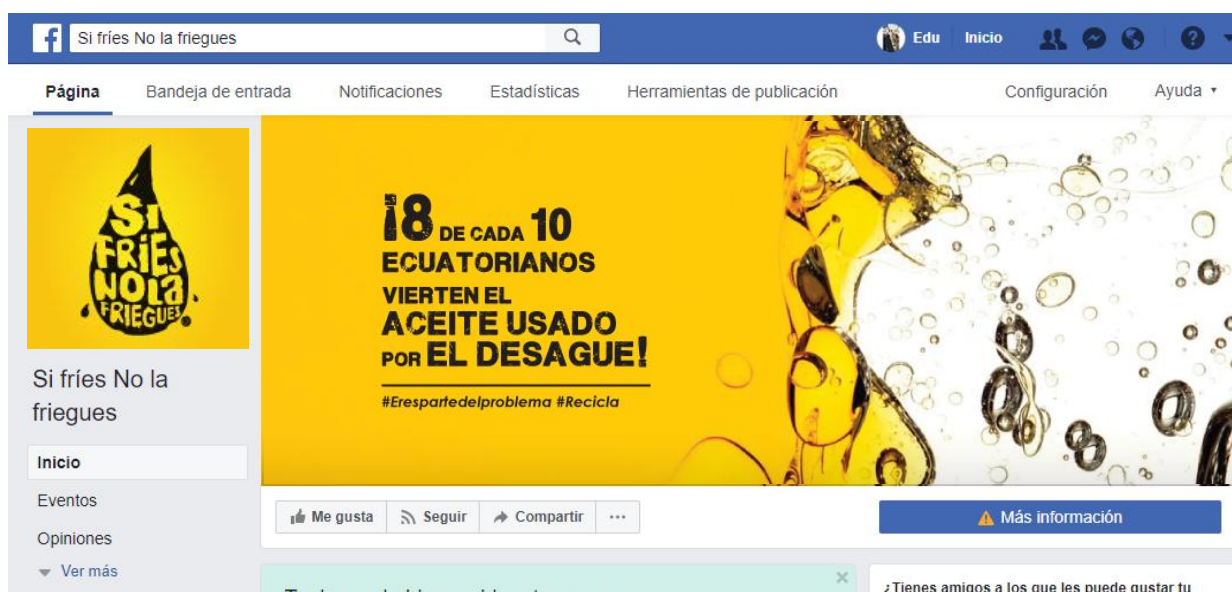 Si fríes No la friegues
Edu Inicio
Página Bandeja de entrada Notificaciones Estadísticas Herramientas de publicación Configuración Ayuda
SI
FRÍES
NO La
FRIEGUES.
¡8 DE CADA 10
ECUATORIANOS
VIERTEN EL
ACEITE USADO
POR EL DESAGUE!
#Erespartedelproblema #Recicla
Si fríes No la
friegues
Inicio
Eventos
Opiniones
Ver más
Me gusta Seguir Compartir ...
Más información
¿Tienes amigos a los que les puede gustar tu